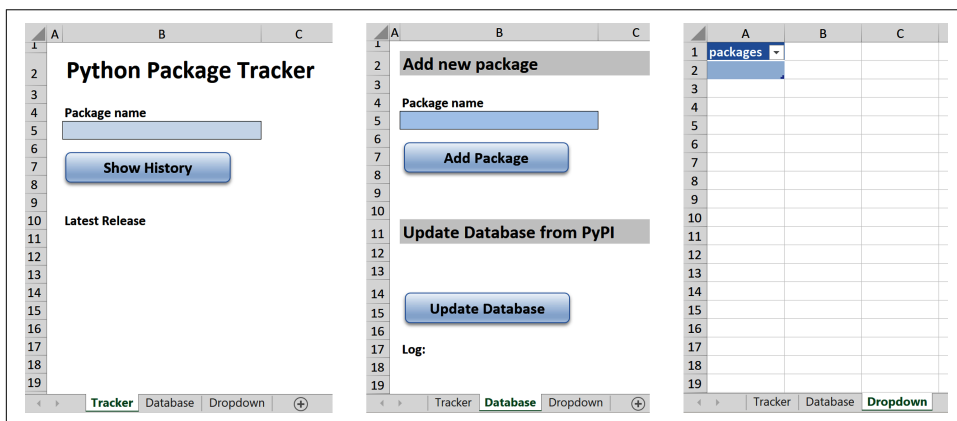 A B C
1
2 Python Package Tracker
3
4 Package name
5
6
7 Show History
8
9
10 Latest Release
11
12
13
14
15
16
17
18
19
Tracker Database Dropdown
A B C
1
2 Add new package
3
4 Package name
5
6
7 Add Package
8
9
10
11 Update Database from PyPI
12
13
14
15 Update Database
16
17 Log:
18
19
Tracker Database Dropdown
A B C
1 packages
2
3
4
5
6
7
8
9
10
11
12
13
14
15
16
17
18
19
Tracker Database Dropdown